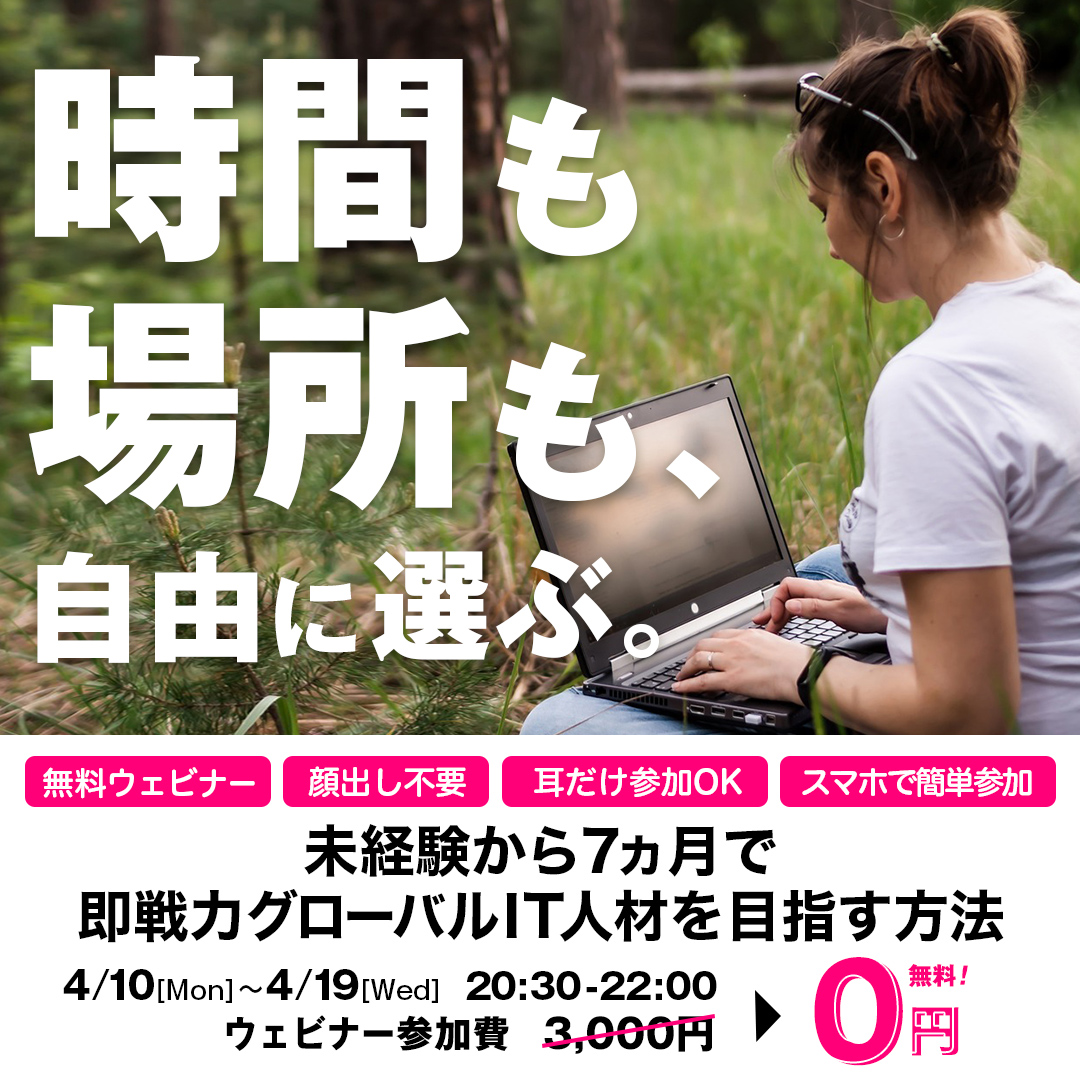 時間も
場所も、
自由に選ぶ。
無料ウェビナー 顔出し不要 耳だけ参加OK スマホで簡単参加
未経験から7ヵ月で
即戦力グローバルIT人材を目指す方法
4/10[Mon]～4/19[Wed] 20:30-22:00
ウェビナー参加費 3,000円 ▶ 0円 無料!